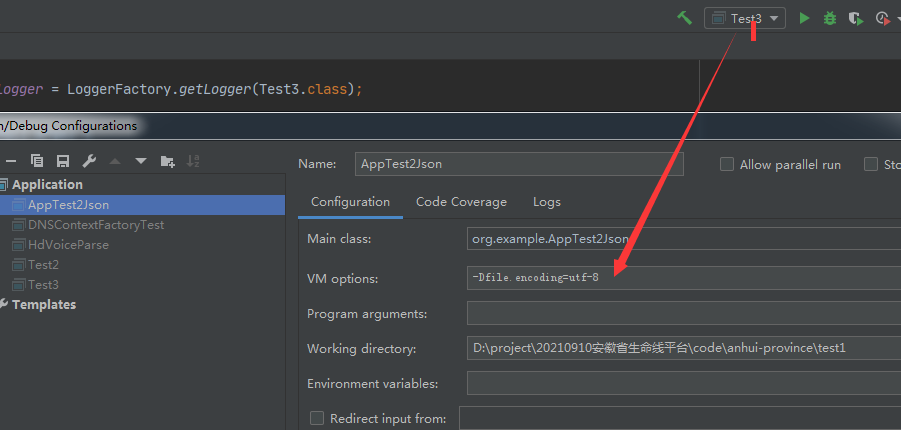 Test3
logger = LoggerFactory.getLogger(Test3.class);
n/Debug Configurations
Name: AppTest2Json Allow parallel run Sto
Application
AppTest2Json
DNSContextFactoryTest
HdVoiceParse
Test2
Test3
Templates
Configuration Code Coverage Logs
Main class: org.example.AppTest2Json
VM options: -Dfile.encoding=utf-8
Program arguments:
Working directory: D:\project\20210910安徽省生命线平台\code\anhui-province\test1
Environment variables:
Redirect input from: